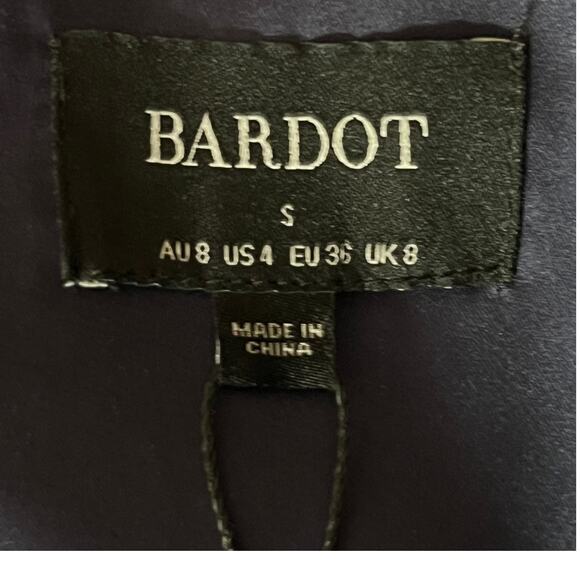 BARDOT
S
AU 8 US 4 EU 36 UK 8
MADE IN
CHINA